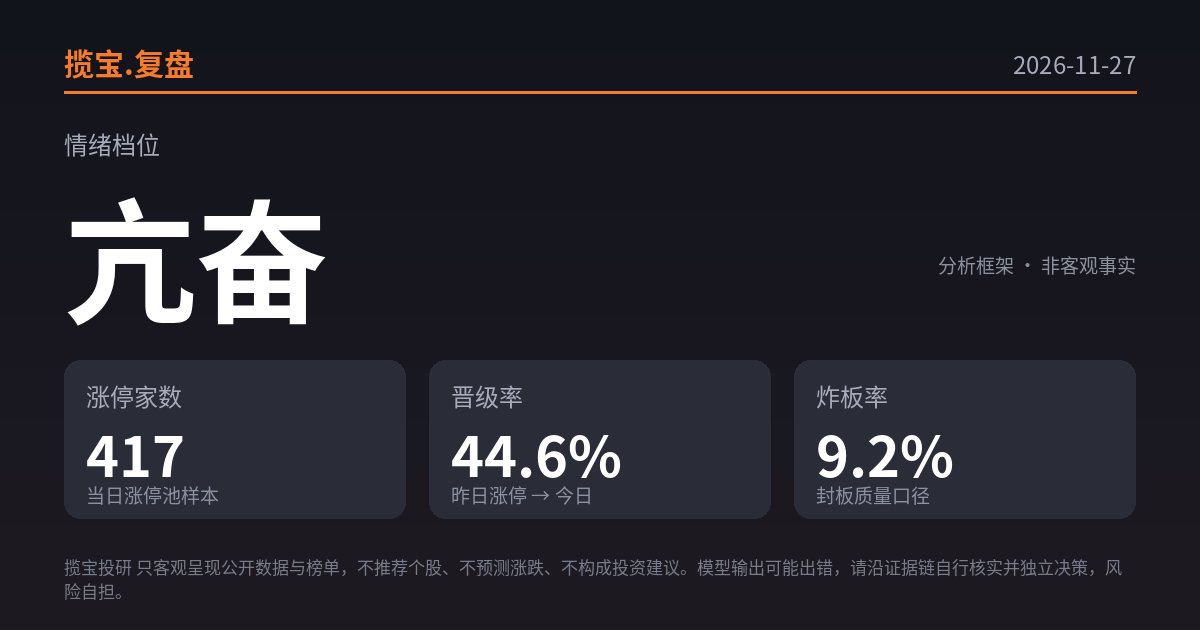 揽宝.复盘
2026-11-27
情绪档位
亢奋
分析框架 · 非客观事实
涨停家数
417
当日涨停池样本
晋级率
44.6%
昨日涨停 → 今日
炸板率
9.2%
封板质量口径
揽宝投研 只客观呈现公开数据与榜单，不推荐个股、不预测涨跌、不构成投资建议。模型输出可能出错，请沿证据链自行核实并独立决策，风
险自担。